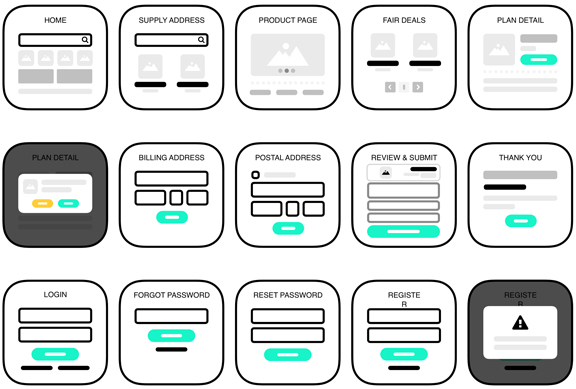 HOME
SUPPLY ADDRESS
PRODUCT PAGE
FAIR DEALS
PLAN DETAIL
PLAN DETAIL
BILLING ADDRESS
POSTAL ADDRESS
REVIEW & SUBMIT
THANK YOU
LOGIN
FORGOT PASSWORD
RESET PASSWORD
REGISTE
R
REGISTE
R